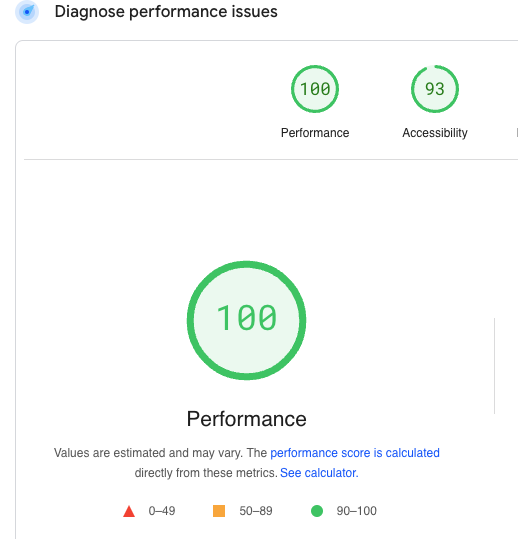 Diagnose performance issues
100
93
Performance
Accessibility
100
Performance
Values are estimated and may vary. The performance score is calculated
directly from these metrics. See calculator.
0–49
50–89
90–100